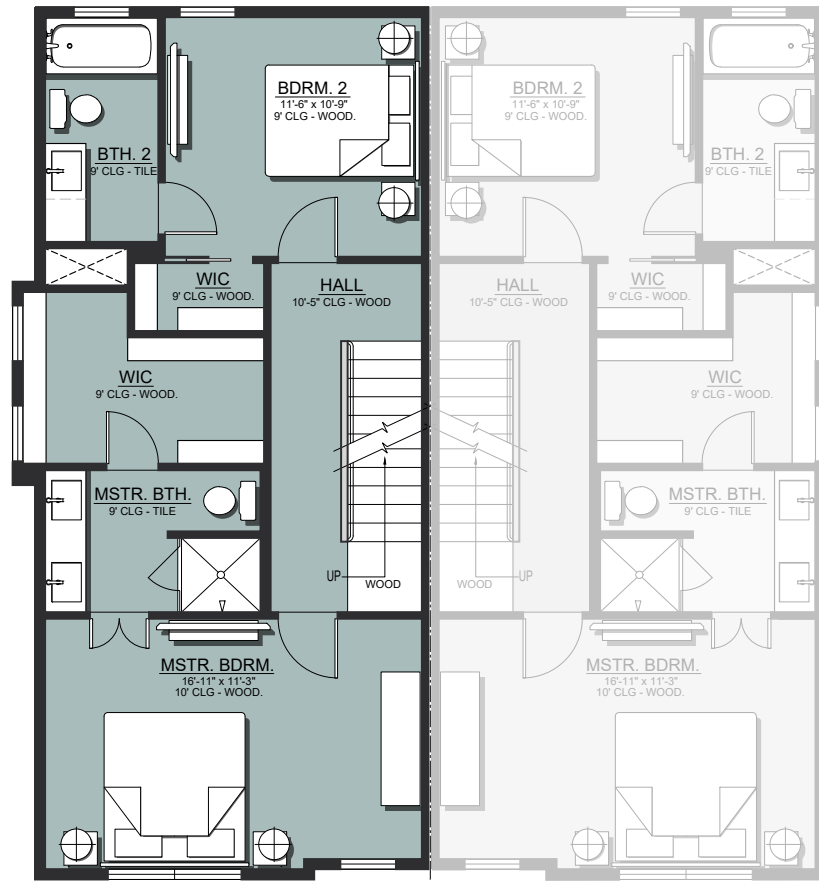 BDRM. 2
11'-6" x 10'-9"
9' CLG - WOOD.
BTH. 2
9' CLG - TILE
WIC
9' CLG - WOOD.
HALL
10'-5" CLG - WOOD
WIC
9' CLG - WOOD.
MSTR. BTH.
9' CLG - TILE
UP
WOOD
MSTR. BDRM.
16'-11" x 11'-3"
10' CLG - WOOD.
BDRM. 2
11'-6" x 10'-9"
9' CLG - WOOD.
BTH. 2
9' CLG - TILE
HALL
10'-5" CLG - WOOD
WIC
9' CLG - WOOD.
WIC
9' CLG - WOOD.
MSTR. BTH.
9' CLG - TILE
WOOD
UP
MSTR. BDRM.
16'-11" x 11'-3"
10' CLG - WOOD.